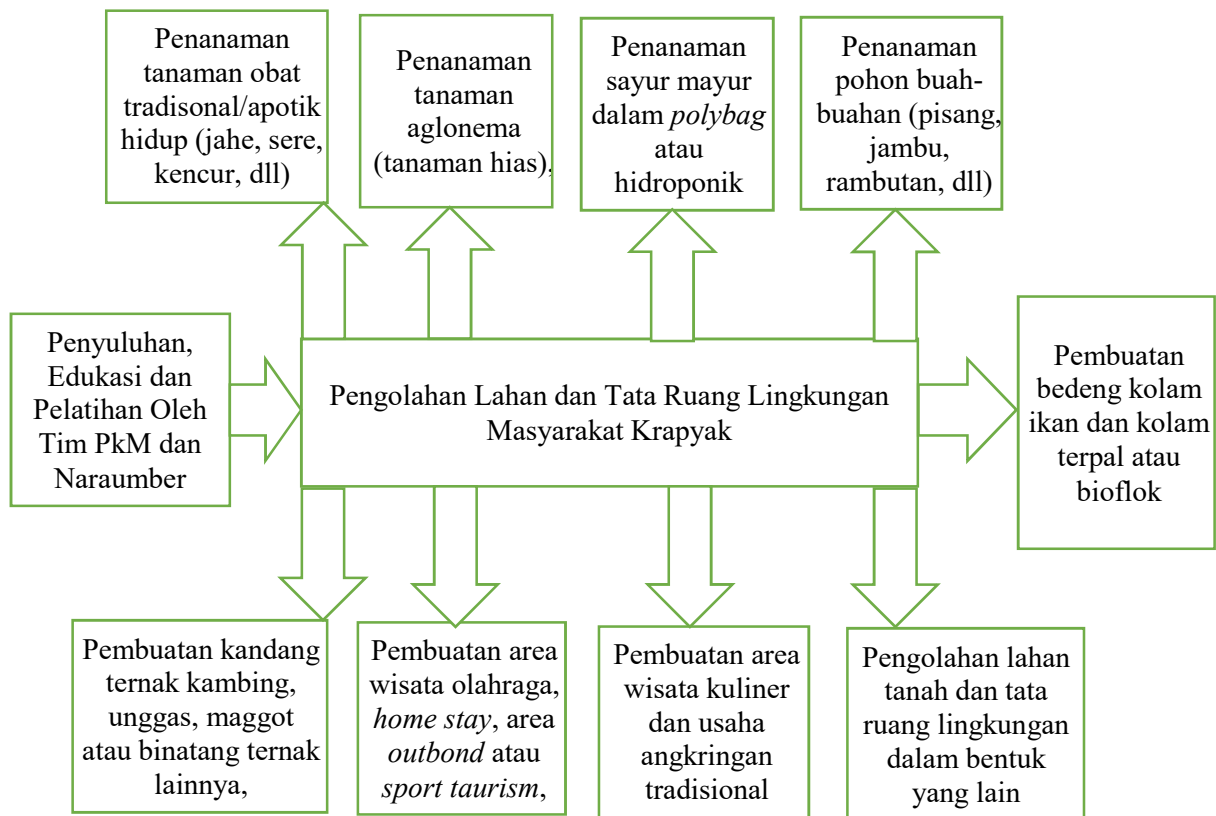 Penanaman
tanaman obat
tradisonal/apotik
hidup (jahe, sere,
kencur, dll)
Penanaman
tanaman
aglonema
(tanaman hias),
Penanaman
sayur mayur
dalam polybag
atau
hidroponik
Penanaman
pohon buah-
buahan (pisang,
jambu,
rambutan, dll)
Penyuluhan,
Edukasi dan
Pelatihan Oleh
Tim PkM dan
Naraumber
Pengolahan Lahan dan Tata Ruang Lingkungan
Masyarakat Krapyak
Pembuatan
bedeng kolam
ikan dan kolam
terpal atau
bioflok
Pembuatan kandang
ternak kambing,
unggas, maggot
atau binatang ternak
lainnya,
Pembuatan area
wisata olahraga,
home stay, area
outbond atau
sport taurism,
Pembuatan area
wisata kuliner
dan usaha
angkringan
tradisional
Pengolahan lahan
tanah dan tata
ruang lingkungan
dalam bentuk
yang lain